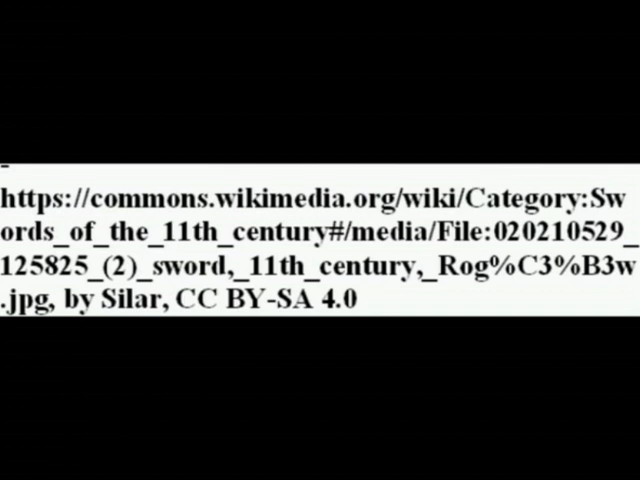 -
https://commons.wikimedia.org/wiki/Category:Sw
ords_of_the_11th_century#/media/File:020210529_
125825_(2)_sword,_11th_century,_Rog%C3%B3w
.jpg, by Silar, CC BY-SA 4.0